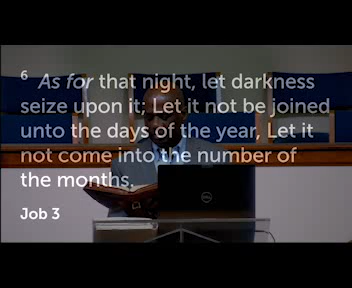 6 As for that night, let darkness
seize upon it; Let it not be joined
unto the days of the year, Let it
not come into the number of
the months.
Job 3
DELL